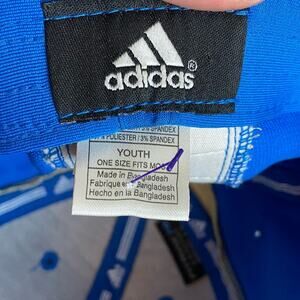 adidas®
POLYESTER / 3% SPANDEX
YOUTH
ONE SIZE FITS MOST
Made in Bangladesh
Fabriqué en Bangladesh
Hecho en la Bangladesh